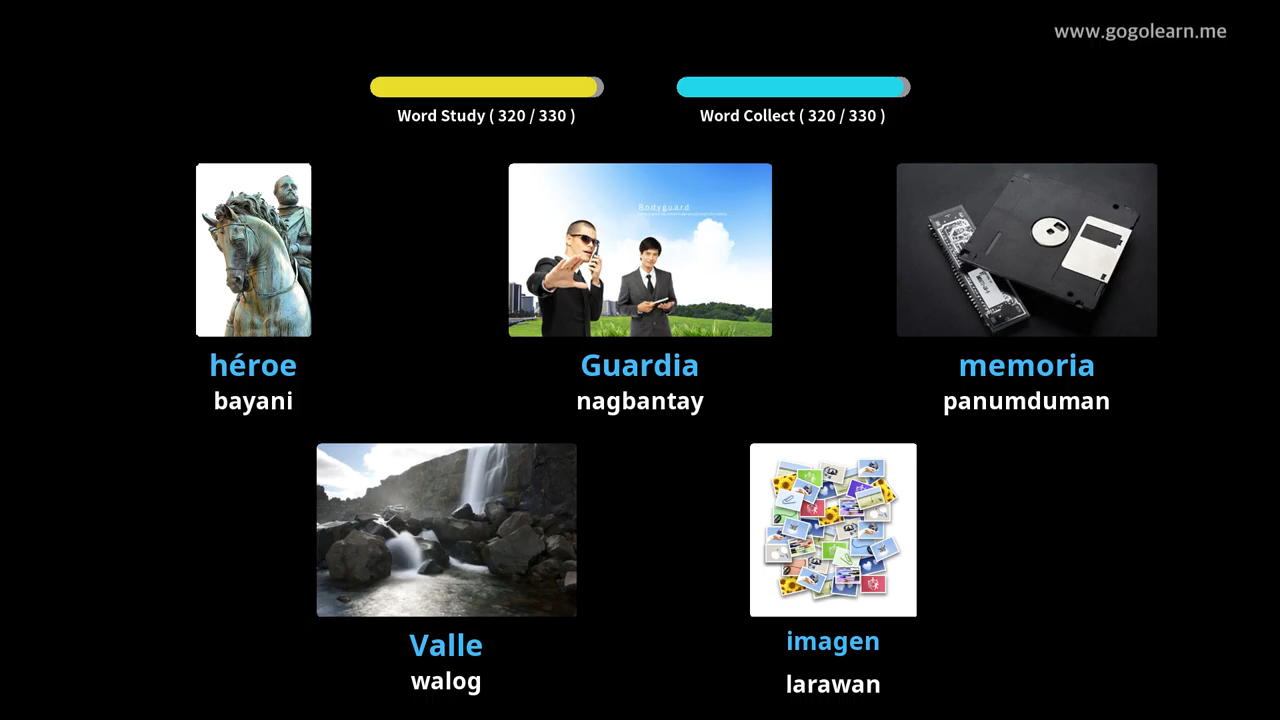 www.gogolearn.me
Word Study ( 320 / 330 )
Word Collect ( 320 / 330 )
Bodyguard
héroe
bayani
Guardia
nagbantay
memoria
panumduman
Valle
walog
imagen
larawan